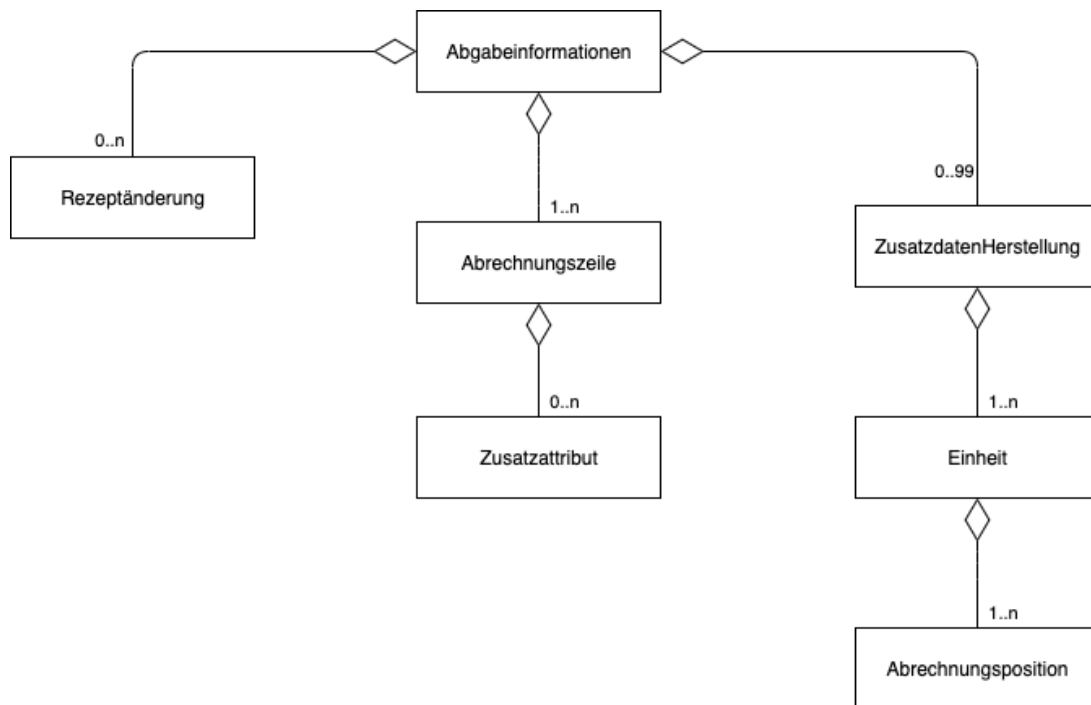 Abgabeinformationen
0..n
Rezeptänderung
1..n
Abrechnungszeile
0..99
ZusatzdatenHerstellung
0..n
Zusatzattribut
1..n
Einheit
1..n
Abrechnungsposition